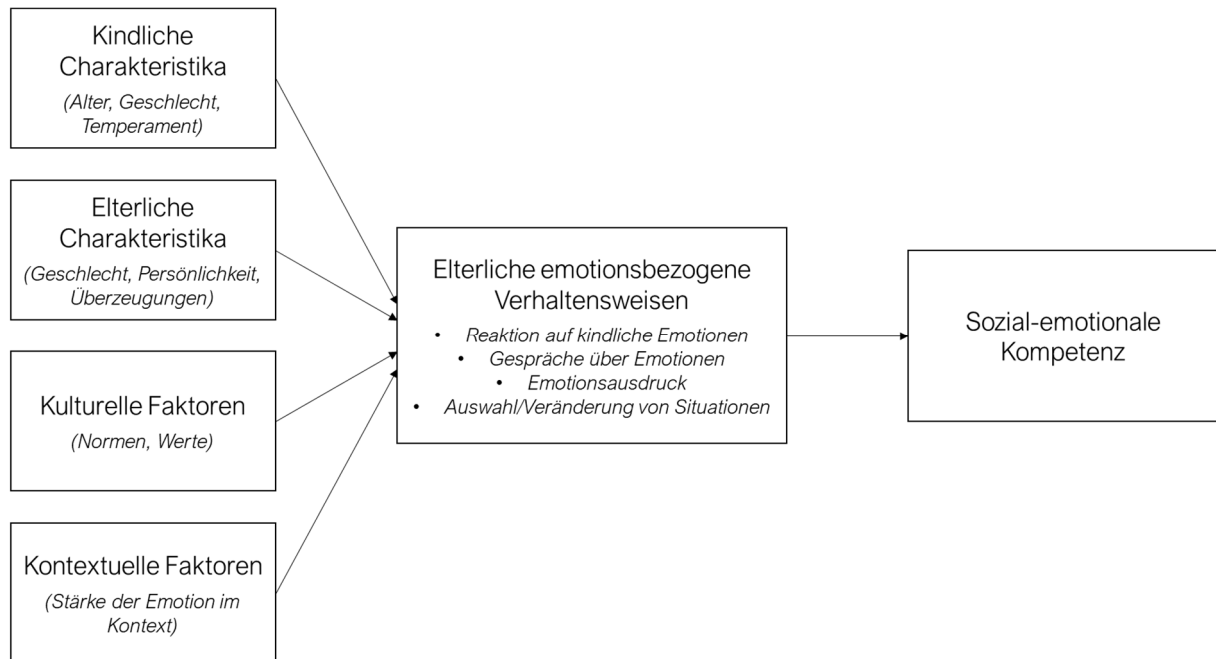 Kindliche
Charakteristika
(Alter, Geschlecht,
Temperament)
Elterliche
Charakteristika
(Geschlecht, Persönlichkeit,
Überzeugungen)
Kulturelle Faktoren
(Normen, Werte)
Kontextuelle Faktoren
(Stärke der Emotion im
Kontext)
Elterliche emotionsbezogene
Verhaltensweisen
• Reaktion auf kindliche Emotionen
• Gespräche über Emotionen
• Emotionsausdruck
• Auswahl/Veränderung von Situationen
Sozial-emotionale
Kompetenz